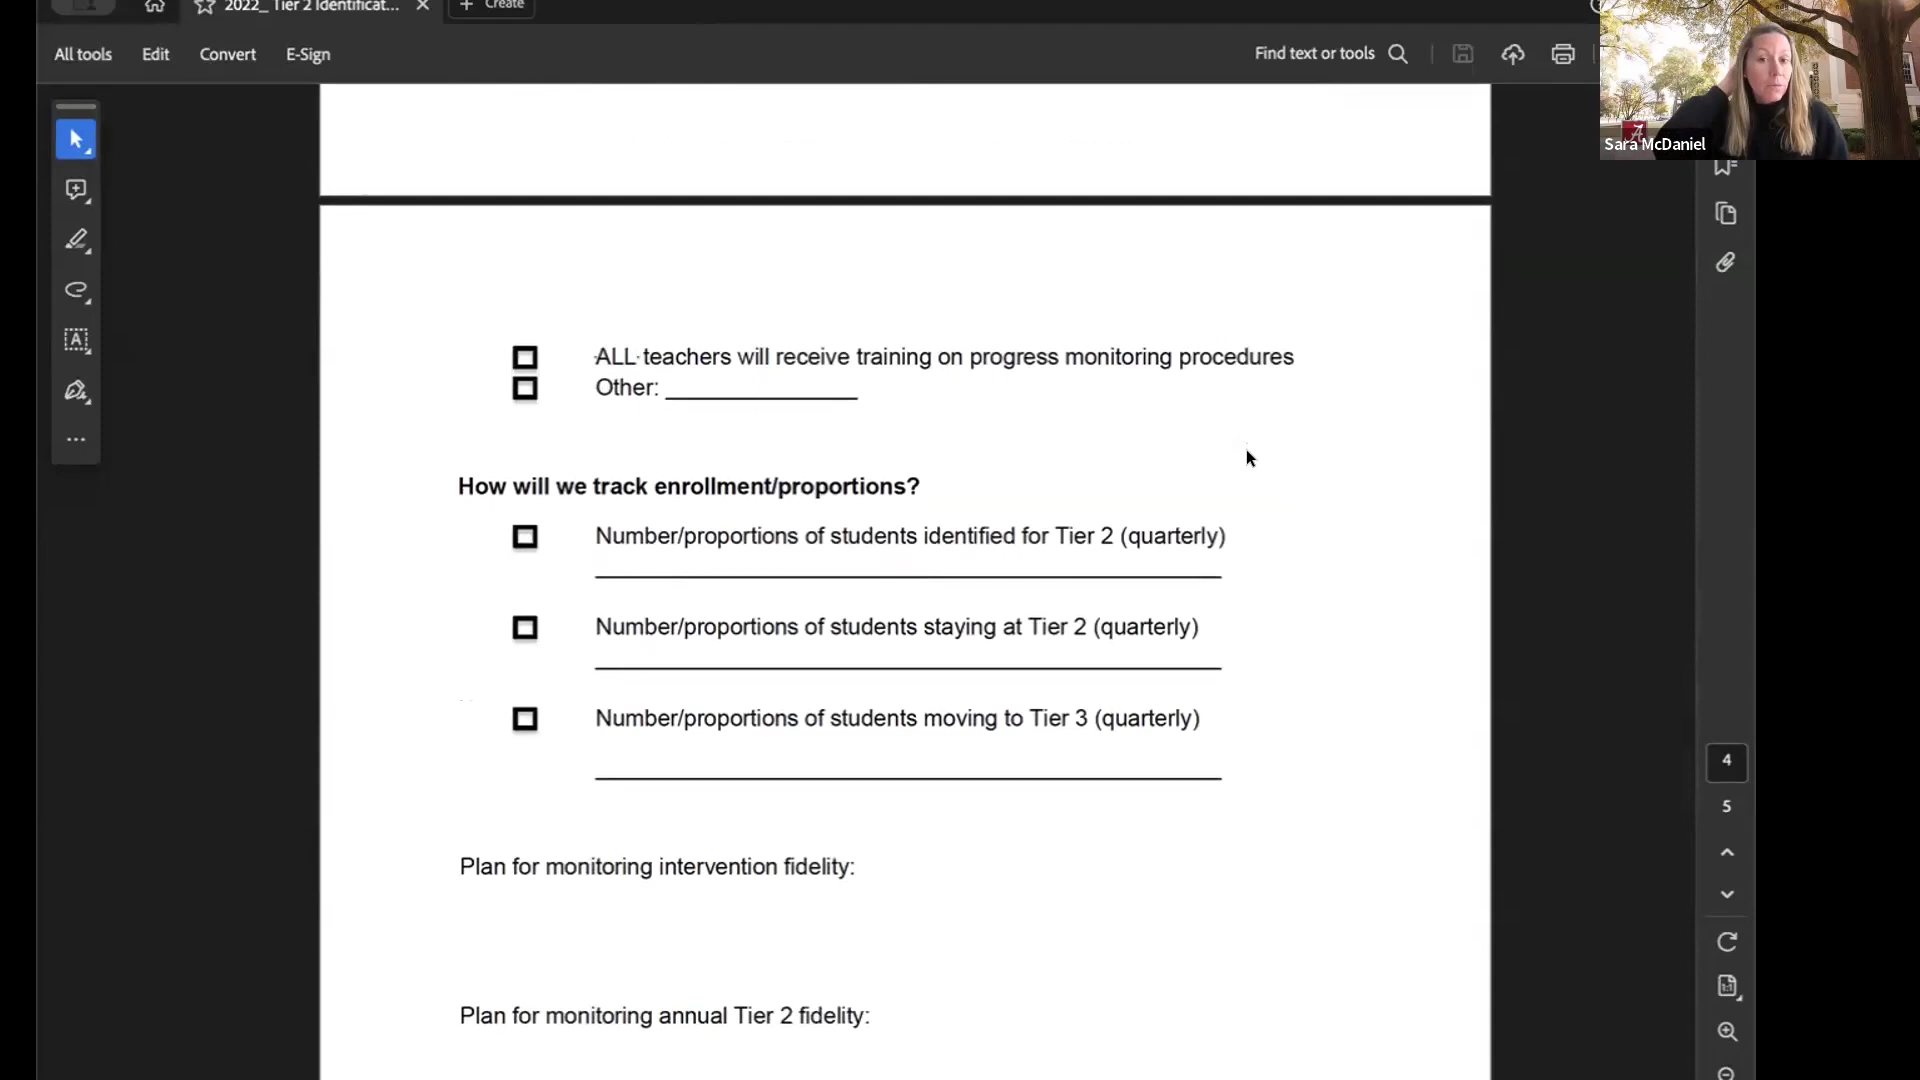 2022_ Tier 2 Identificat...
Create
All tools
Edit
Convert
E-Sign
Find text or tools
Sara McDaniel
ALL teachers will receive training on progress monitoring procedures
Other: _______________
How will we track enrollment/proportions?
Number/proportions of students identified for Tier 2 (quarterly)
Number/proportions of students staying at Tier 2 (quarterly)
Number/proportions of students moving to Tier 3 (quarterly)
4
5
Plan for monitoring intervention fidelity:
Plan for monitoring annual Tier 2 fidelity: